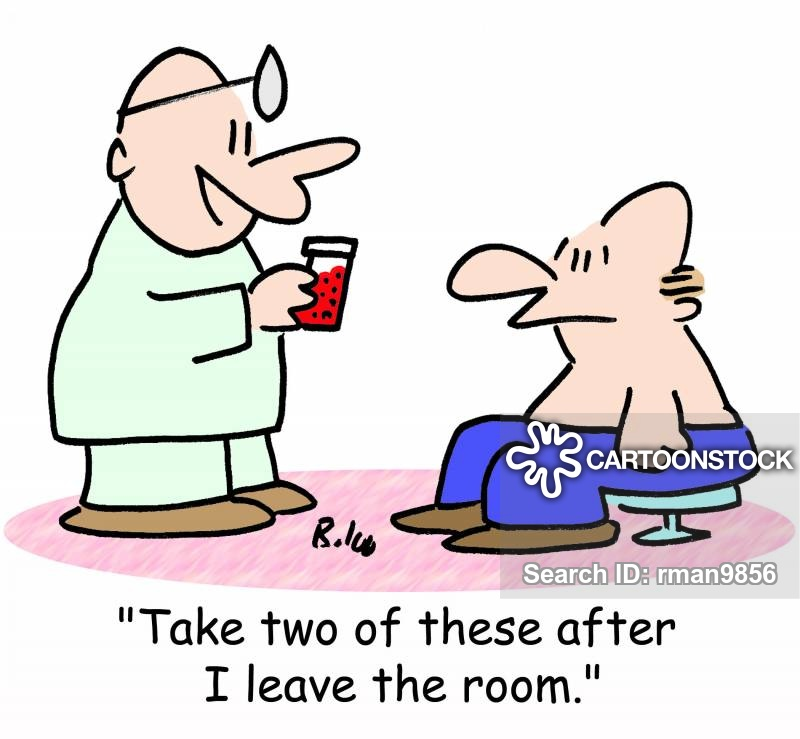 CARTOONSTOCK
Search ID: rman9856
"Take two of these after
I leave the room."